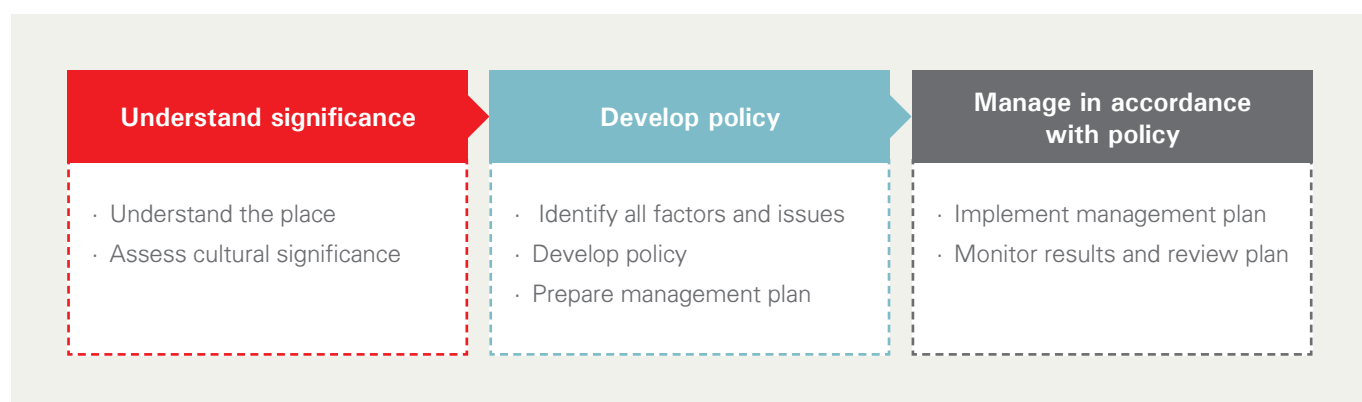 Understand significance
· Understand the place
· Assess cultural significance
Develop policy
· Identify all factors and issues
· Develop policy
· Prepare management plan
Manage in accordance
with policy
· Implement management plan
· Monitor results and review plan